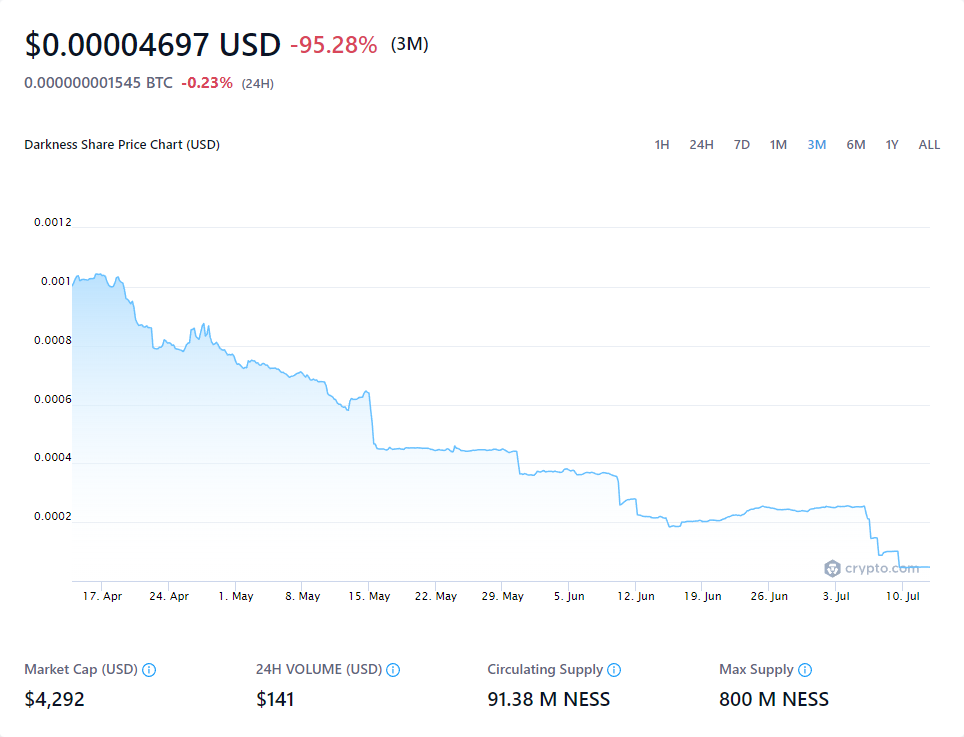 $0.00004697 USD -95.28% (3M)
0.000000001545 BTC -0.23% (24H)
Darkness Share Price Chart (USD) 1H 24H 7D 1M 3M 6M 1Y ALL
0.0012
0.001
0.0008
0.0006
0.0004
0.0002
crypto.com
17. Apr 24. Apr 1. May 8. May 15. May 22. May 29. May 5. Jun 12. Jun 19. Jun 26. Jun 3. Jul 10. Jul
Market Cap (USD) 24H VOLUME (USD) Circulating Supply Max Supply
$4,292 $141 91.38 M NESS 800 M NESS